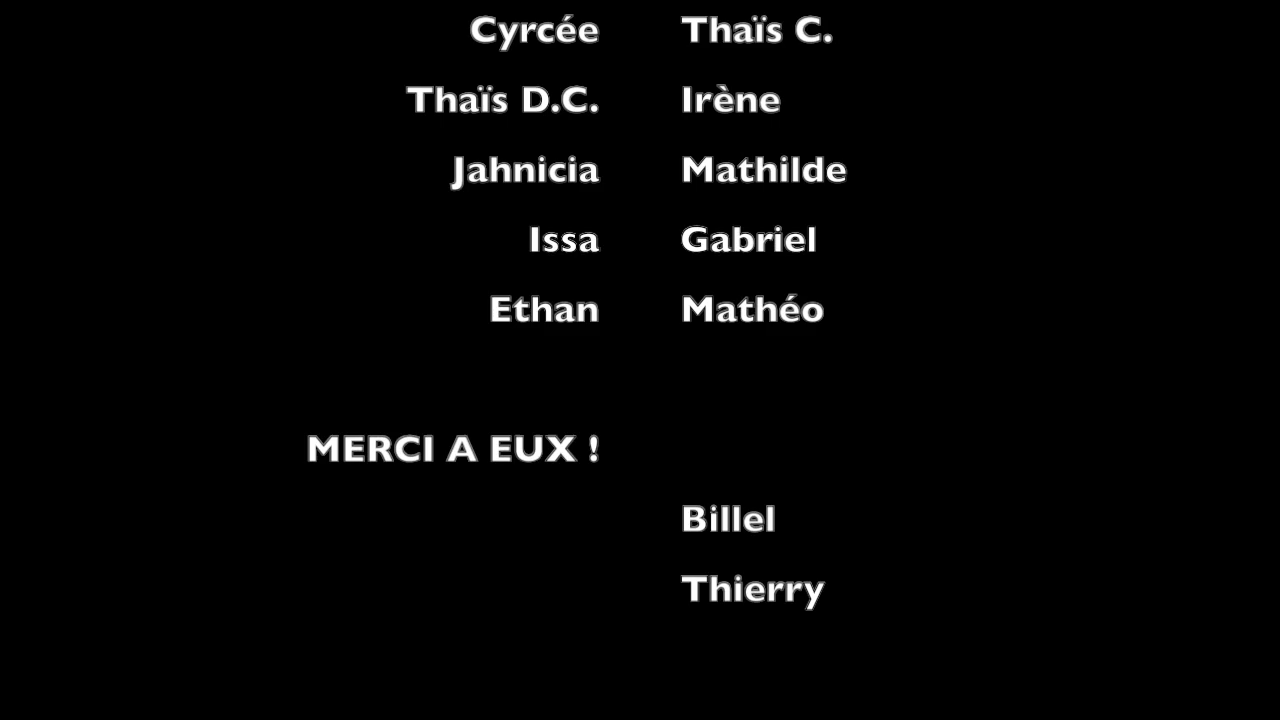 Cyrcée Thaïs C.
Thaïs D.C. Irène
Jahnicia Mathilde
Issa Gabriel
Ethan Mathéo
MERCI A EUX !
Billel
Thierry